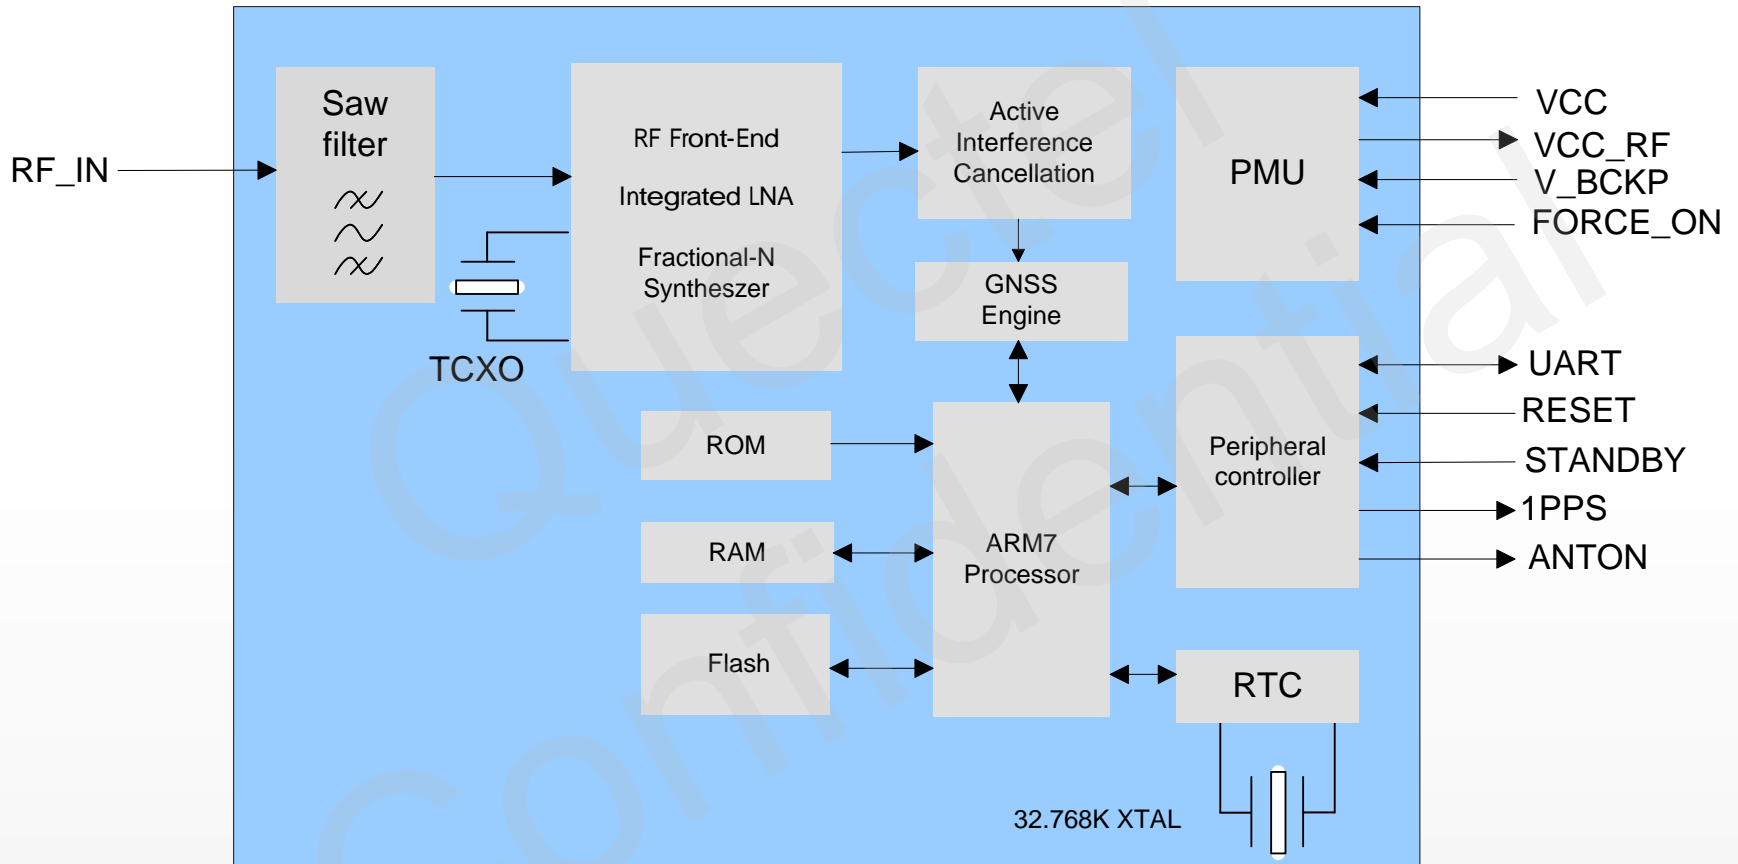 RF_IN
Saw
filter
RF Front-End
Integrated LNA
Fractional-N
Syntheszer
TCXO
Active
Interference
Cancellation
GNSS
Engine
PMU
VCC
VCC_RF
V_BCKP
FORCE_ON
ROM
RAM
Flash
ARM7
Processor
Peripheral
controller
UART
RESET
STANDBY
1PPS
ANTON
RTC
32.768K XTAL
Quectel
Confidential